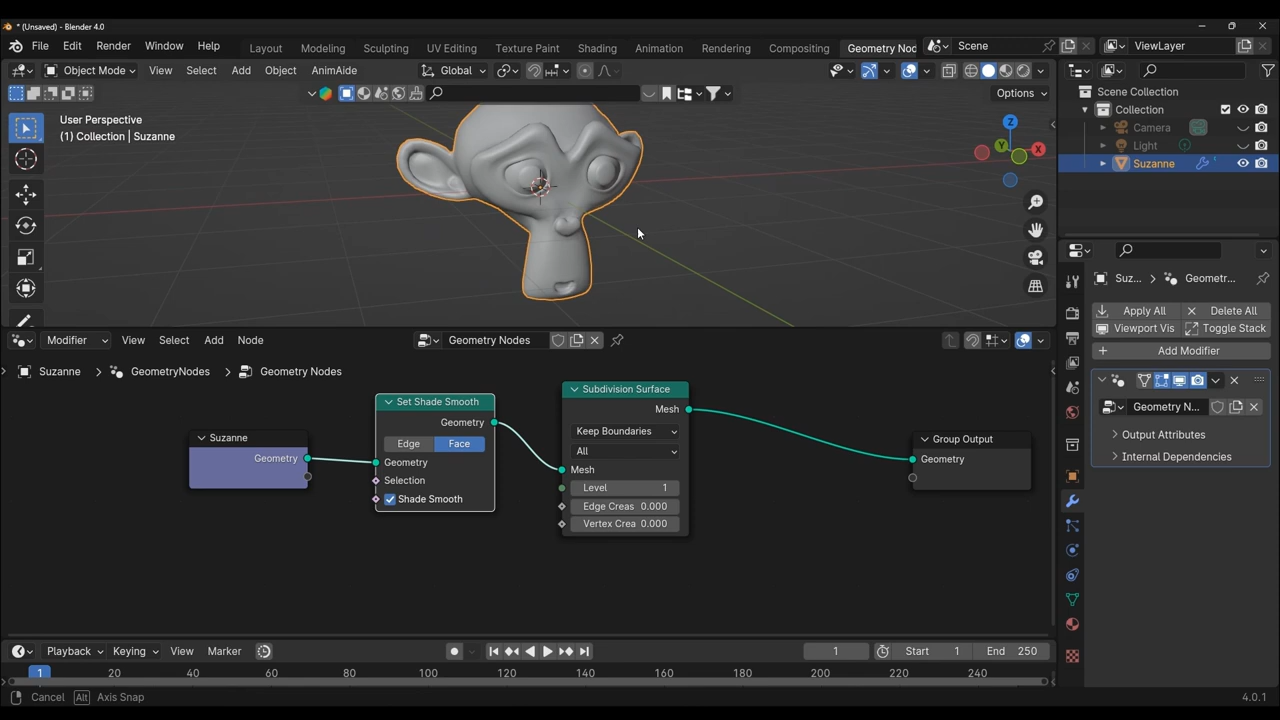 * (Unsaved) - Blender 4.0
File Edit Render Window Help Layout Modeling Sculpting UV Editing Texture Paint Shading Animation Rendering Compositing Geometry Nod Scene ViewLayer
Object Mode View Select Add Object AnimAide Global
Options
User Perspective
(1) Collection | Suzanne
Z
Y
X
Scene Collection
Collection
Camera
Light
Suzanne
Suz... > Geometr...
Apply All Delete All
Viewport Vis Toggle Stack
Add Modifier
Geometry N...
Output Attributes
Internal Dependencies
Modifier View Select Add Node Geometry Nodes
Suzanne > GeometryNodes > Geometry Nodes
Suzanne
Geometry
Set Shade Smooth
Geometry
Edge Face
Geometry
Selection
Shade Smooth
Subdivision Surface
Mesh
Keep Boundaries
All
Mesh
Level 1
Edge Creas 0.000
Vertex Crea 0.000
Group Output
Geometry
Playback Keying View Marker 1 Start 1 End 250
1 20 40 60 80 100 120 140 160 180 200 220 240
Cancel Alt Axis Snap 4.0.1